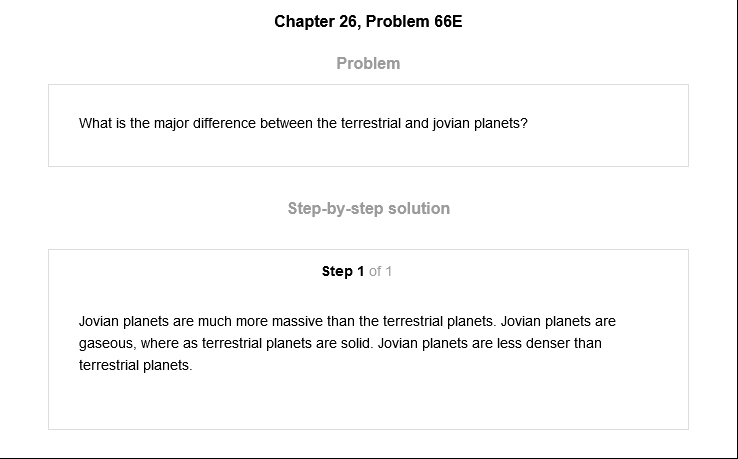 Chapter 26, Problem 66E
Problem
What is the major difference between the terrestrial and jovian planets?
Step-by-step solution
Step 1 of 1
Jovian planets are much more massive than the terrestrial planets. Jovian planets are
gaseous, where as terrestrial planets are solid. Jovian planets are less denser than
terrestrial planets.